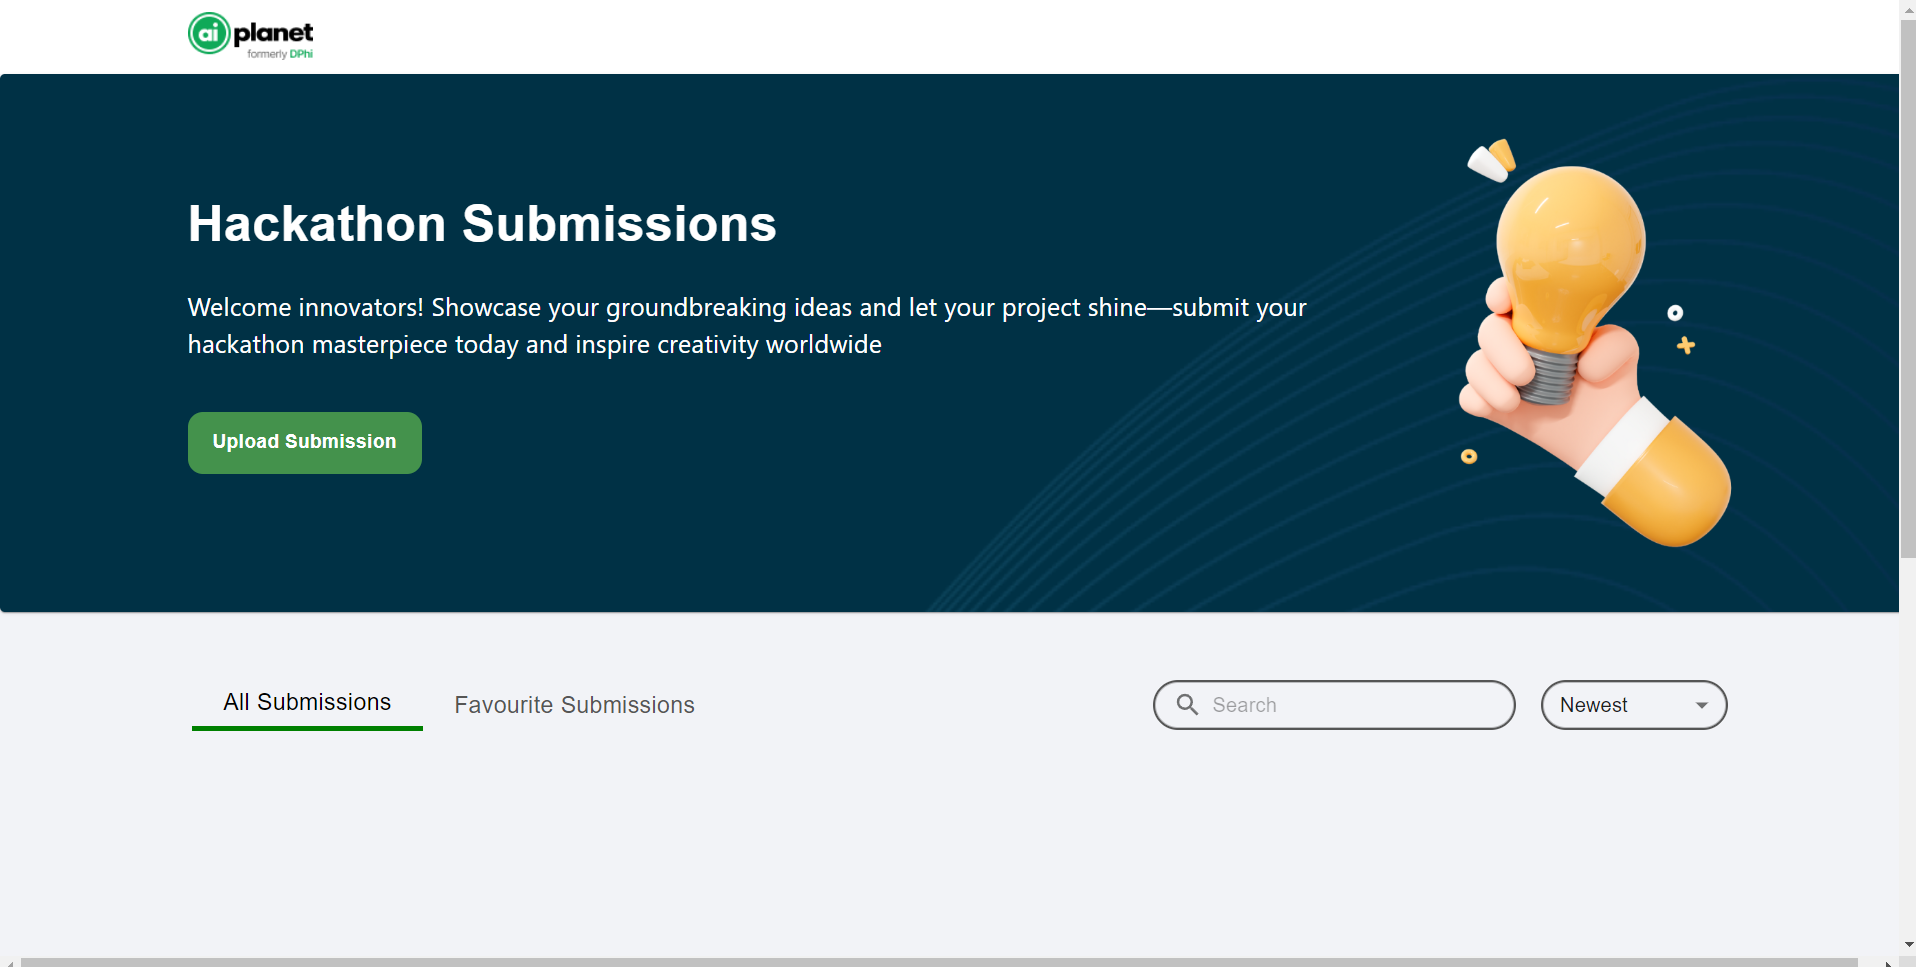 ai planet
formerly DPhi
Hackathon Submissions
Welcome innovators! Showcase your groundbreaking ideas and let your project shine—submit your
hackathon masterpiece today and inspire creativity worldwide
Upload Submission
All Submissions
Favourite Submissions
Search
Newest